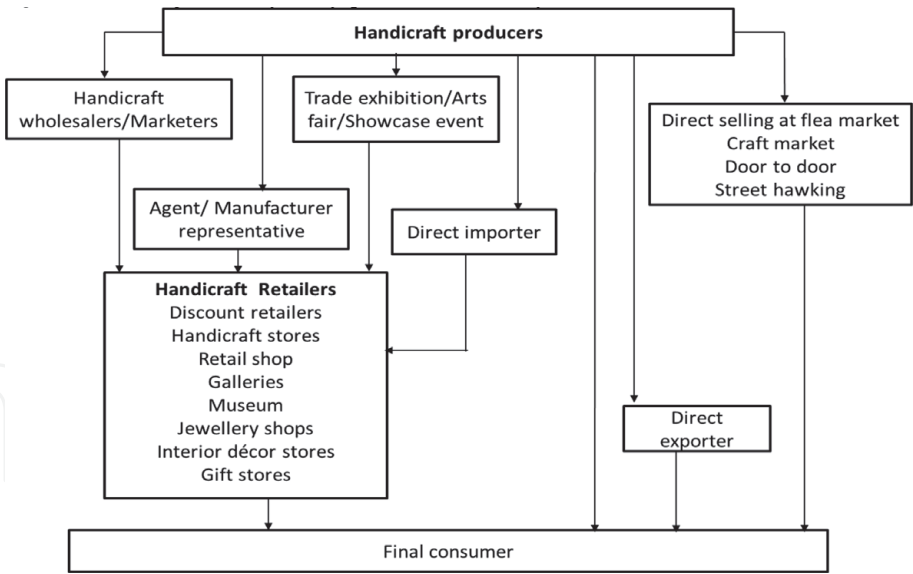 Handicraft producers
Handicraft
wholesalers/Marketers
Trade exhibition/Arts
fair/Showcase event
Direct selling at flea market
Craft market
Door to door
Street hawking
Agent/ Manufacturer
representative
Direct importer
Handicraft Retailers
Discount retailers
Handicraft stores
Retail shop
Galleries
Museum
Jewellery shops
Interior décor stores
Gift stores
Direct
exporter
Final consumer